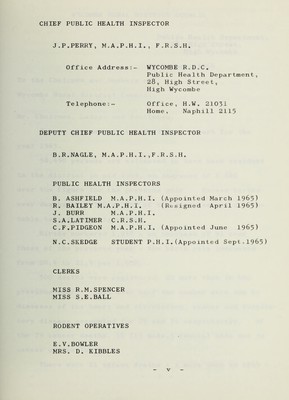 CHIEF PUBLIC HEALTH INSPECTOR
J.P.PERRY, M.A.P.H.I., F.R.S.H.
Office Address:- WYCOMBE R.D.C.
Public Health Department,
28, High Street,
High Wycombe
Telephone:- Office, H.W. 21031
Home. Naphill 2115
DEPUTY CHIEF PUBLIC HEALTH INSPECTOR
B.R.NAGLE, M.A.P.H.I.,F.R.S.H.
PUBLIC HEALTH INSPECTORS
B. ASHFIELD M.A.P.H.I. (Appointed March 1965)
R. BAILEY M.A.P.H.I. (Resigned April 1965)
J. BURR M.A.P.H.I.
S.A.LATIMER C.R.S.H.
C.F.PIDGEON M.A.P.H.I. (Appointed June 1965)
N.C.SKEDGE STUDENT P.H.I.(Appointed Sept.1965)
CLERKS
MISS R.M.SPENCER
MISS S.E.BALL
RODENT OPERATIVES
E.V.BOWLER
MRS. D. KIBBLES
- v -